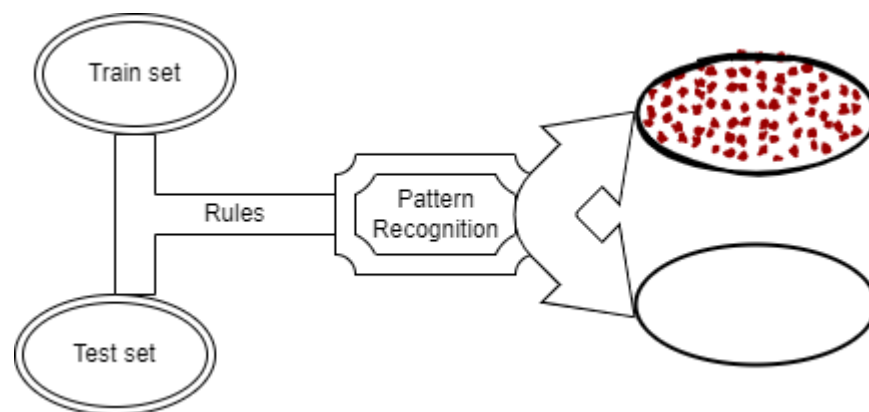 Train set
Rules
Pattern
Recognition
Test set